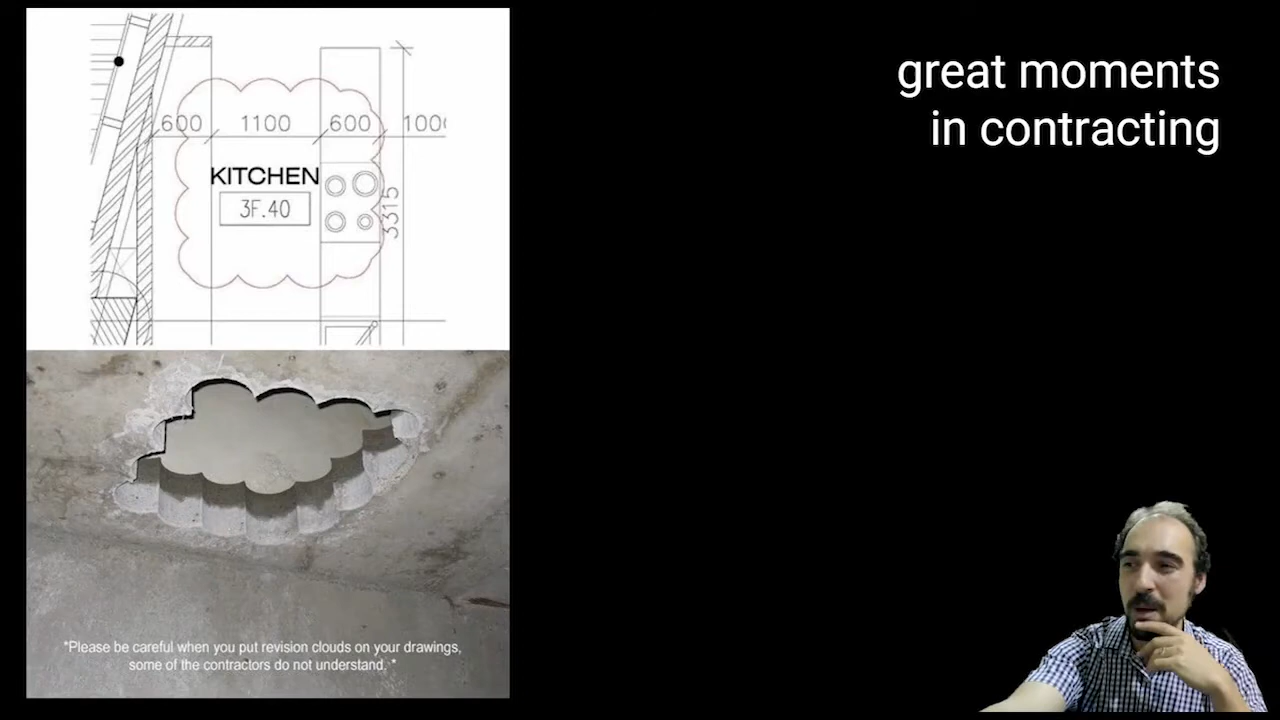 great moments
in contracting
600 1100 600 100
KITCHEN
3F.40
3315
"Please be careful when you put revision clouds on your drawings,
some of the contractors do not understand. "